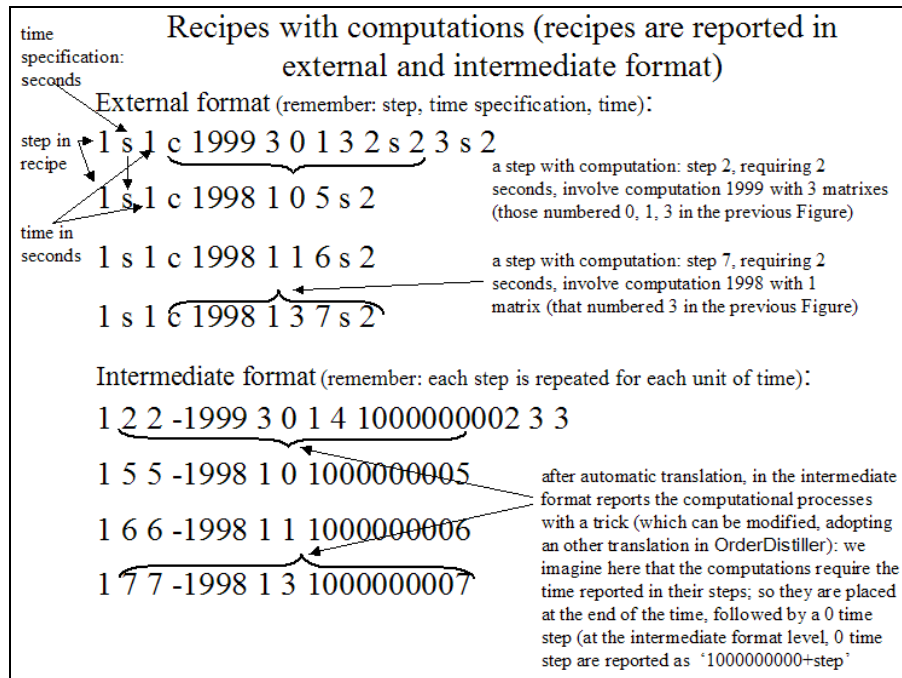 time
specification:
seconds
Recipes with computations (recipes are reported in
external and intermediate format)
External format (remember: step, time specification, time):
step in
recipe
1 s 1 c 1999 3 0 1 3 2 s 2 3 s 2
a step with computation: step 2, requiring 2
seconds, involve computation 1999 with 3 matrixes
(those numbered 0, 1, 3 in the previous Figure)
1 s 1 c 1998 1 0 5 s 2
time in
seconds
1 s 1 c 1998 1 1 6 s 2
a step with computation: step 7, requiring 2
seconds, involve computation 1998 with 1
matrix (that numbered 3 in the previous Figure)
1 s 1 c 1998 1 3 7 s 2
Intermediate format (remember: each step is repeated for each unit of time):
1 2 2 -1999 3 0 1 4 1000000000002 3 3
1 5 5 -1998 1 0 1000000005
1 6 6 -1998 1 1 1000000006
1 7 7 -1998 1 3 1000000007
after automatic translation, in the intermediate
format reports the computational processes
with a trick (which can be modified, adopting
an other translation in OrderDistiller): we
imagine here that the computations require the
time reported in their steps; so they are placed
at the end of the time, followed by a 0 time
step (at the intermediate format level, 0 time
step are reported as ‘1000000000+step’